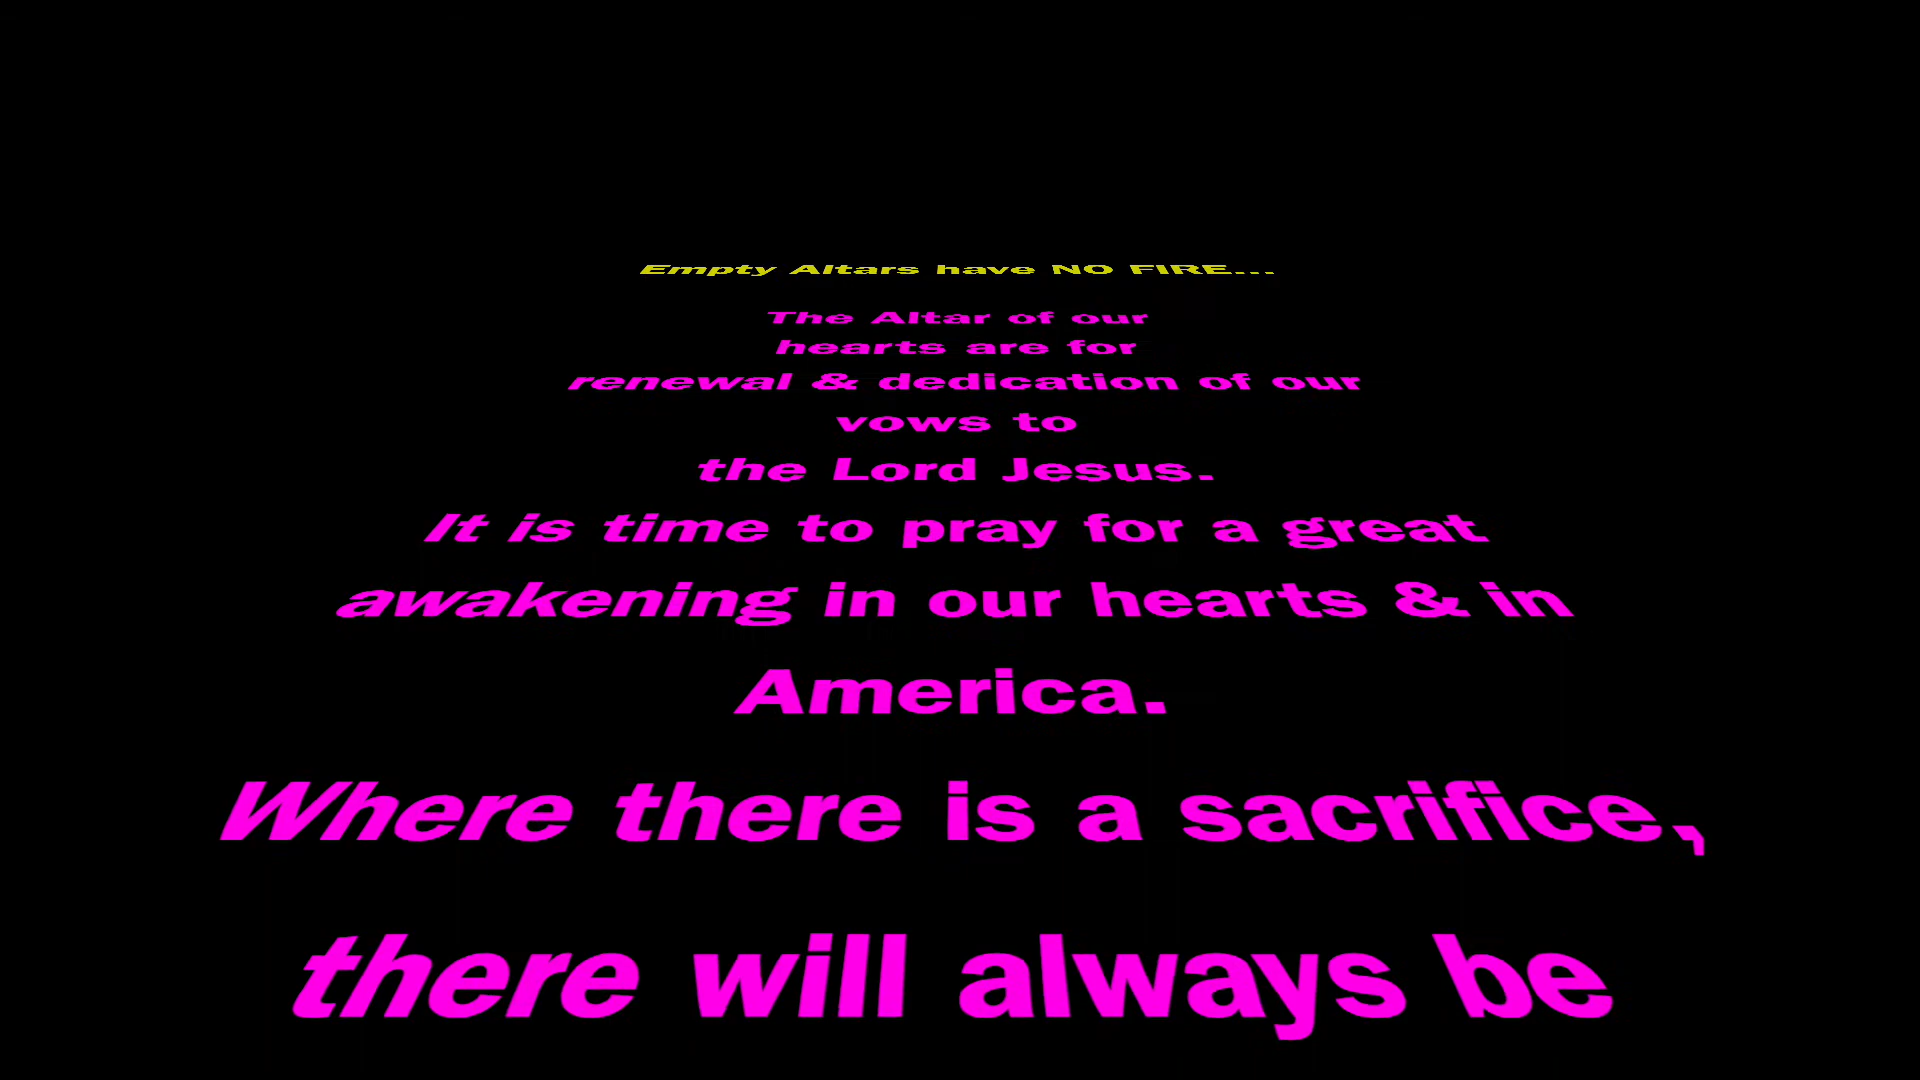 Empty Altars have NO FIRE...
The Altar of our
hearts are for
renewal & dedication of our
vows to
the Lord Jesus.
It is time to pray for a great
awakening in our hearts & in
America.
Where there is a sacrifice,
there will always be